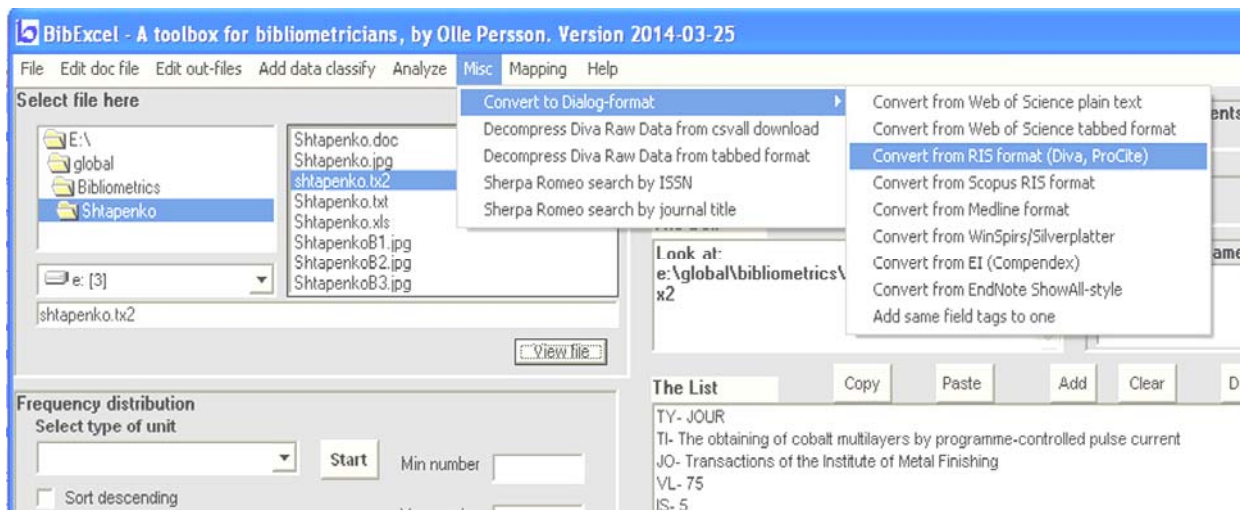 BibExcel - A toolbox for bibliometricians, by Olle Persson. Version 2014-03-25
File Edit doc file Edit out-files Add data classify Analyze Misc Mapping Help
Select file here
E:\
global
Bibliometrics
Shtapenko
e: [3]
shtapenko.tx2
View file
Shtapenko.doc
Shtapenko.jpg
shtapenko.tx2
Shtapenko.txt
Shtapenko.xls
ShtapenkoB1.jpg
ShtapenkoB2.jpg
ShtapenkoB3.jpg
Convert to Dialog-format
Decompress Diva Raw Data from csvall download
Decompress Diva Raw Data from tabbed format
Sherpa Romeo search by ISSN
Sherpa Romeo search by journal title
Convert from Web of Science plain text
Convert from Web of Science tabbed format
Convert from RIS format (Diva, ProCite)
Convert from Scopus RIS format
Convert from Medline format
Convert from WinSpirs/Silverplatter
Convert from EI (Compendex)
Convert from EndNote ShowAll-style
Add same field tags to one
Look at:
e:\global\bibliometrics\
x2
Frequency distribution
Select type of unit
Start
Min number
Sort descending
The List
Copy Paste Add Clear D
TY- JOUR
TI- The obtaining of cobalt multilayers by programme-controlled pulse current
JO- Transactions of the Institute of Metal Finishing
VL- 75
IS- 5